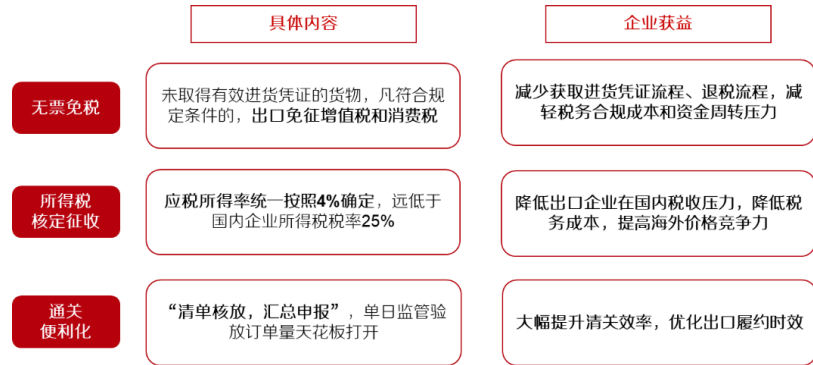 具体内容
企业获益
无票免税
未取得有效进货凭证的货物，凡符合规
定条件的，出口免征增值税和消费税
减少获取进货凭证流程、退税流程，减
轻税务合规成本和资金周转压力
所得税
核定征收
应税所得率统一按照4%确定，远低于
国内企业所得税税率25%
降低出口企业在国内税收压力，降低税
务成本，提高海外价格竞争力
通关
便利化
“清单核放，汇总申报”，单日监管验
放订单量天花板打开
大幅提升清关效率，优化出口履约时效